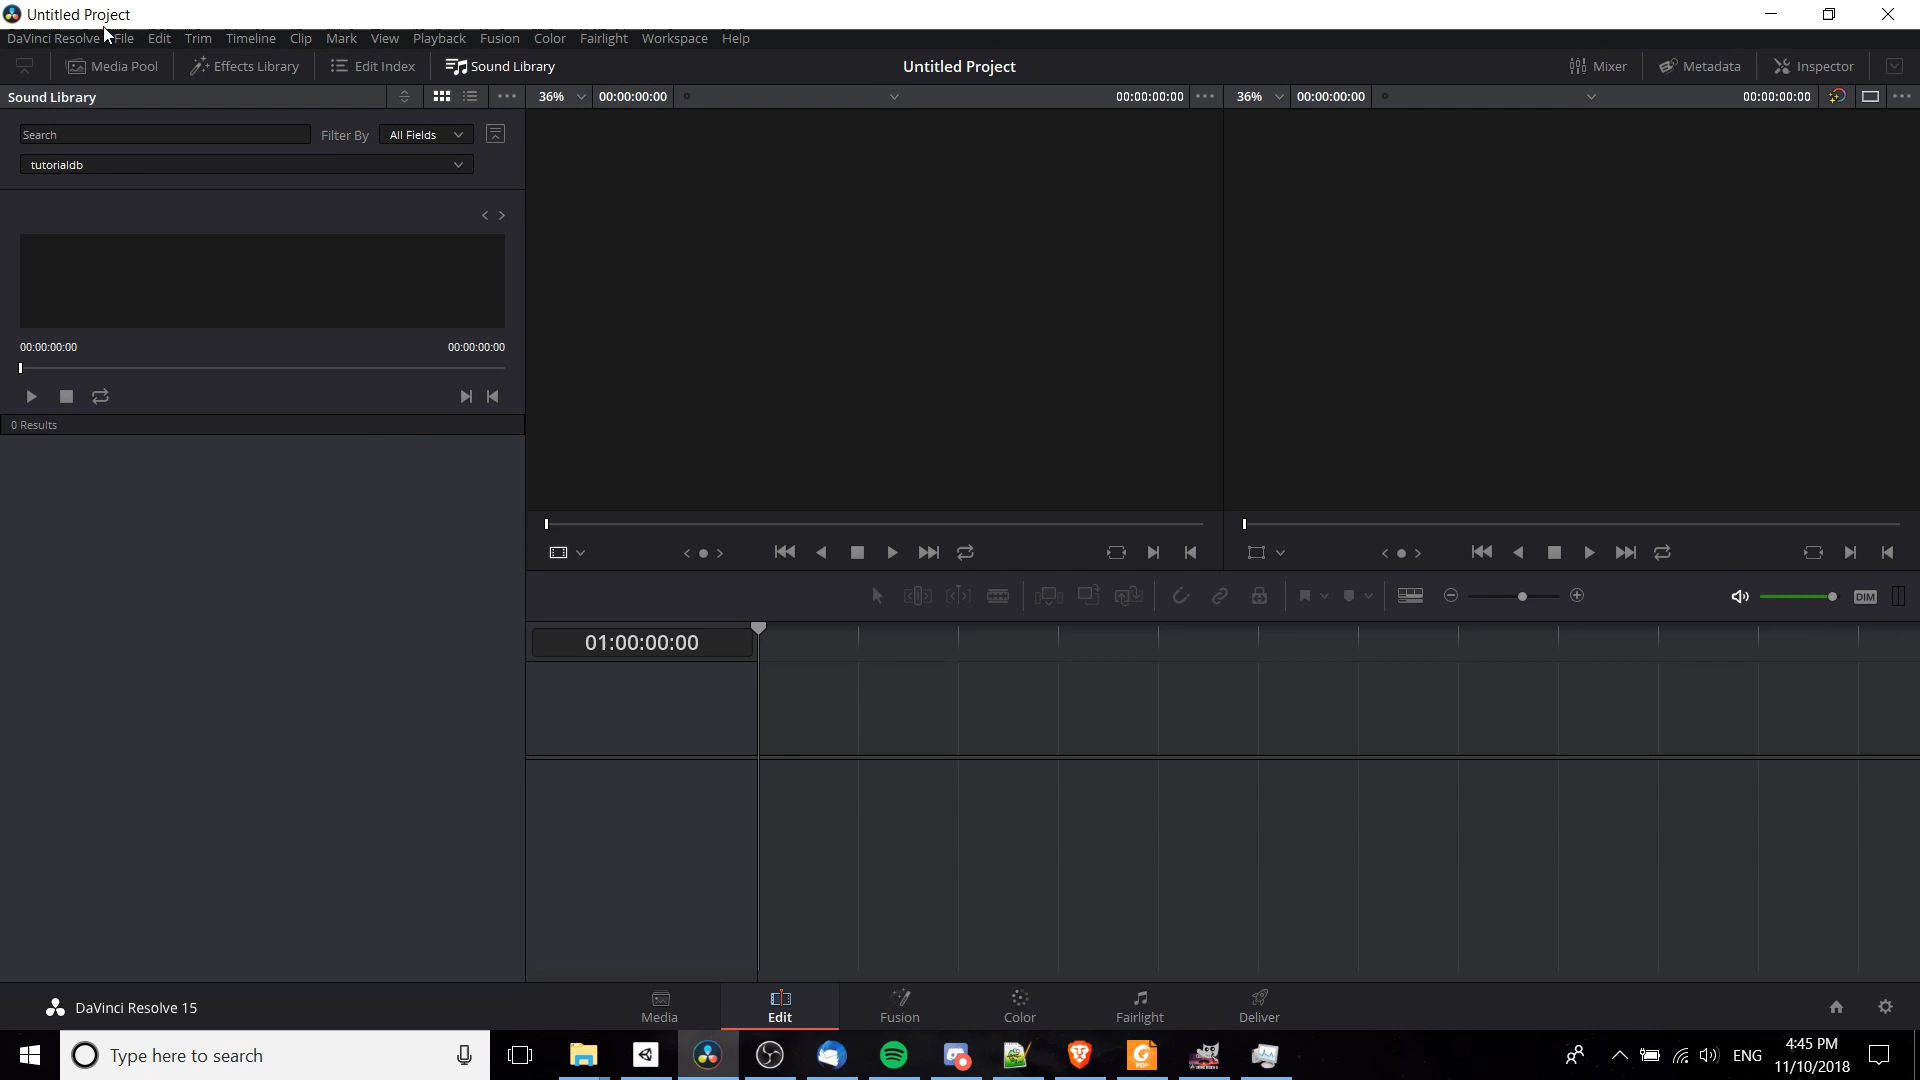 Untitled Project
DaVinci Resolve File Edit Trim Timeline Clip Mark View Playback Fusion Color Fairlight Workspace Help
Media Pool Effects Library Edit Index Sound Library Untitled Project Mixer Metadata Inspector
Sound Library 36% 00:00:00:00 00:00:00:00 36% 00:00:00:00 00:00:00:00
Search Filter By All Fields
tutorialdb
00:00:00:00 00:00:00:00
0 Results
DIM
01:00:00:00
DaVinci Resolve 15 Media Edit Fusion Color Fairlight Deliver
Type here to search ENG 4:45 PM
11/10/2018